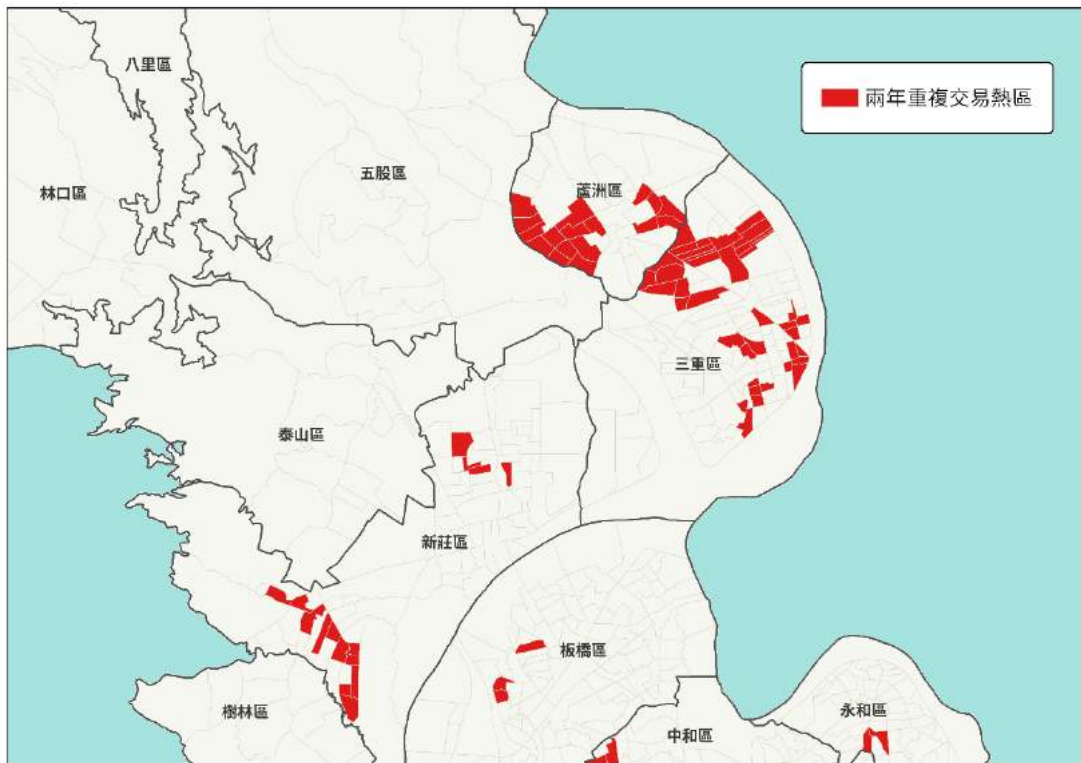 八里區
兩年重複交易熱區
五股區
蘆洲區
林口區
三重區
泰山區
新莊區
板橋區
樹林區
永和區
中和區